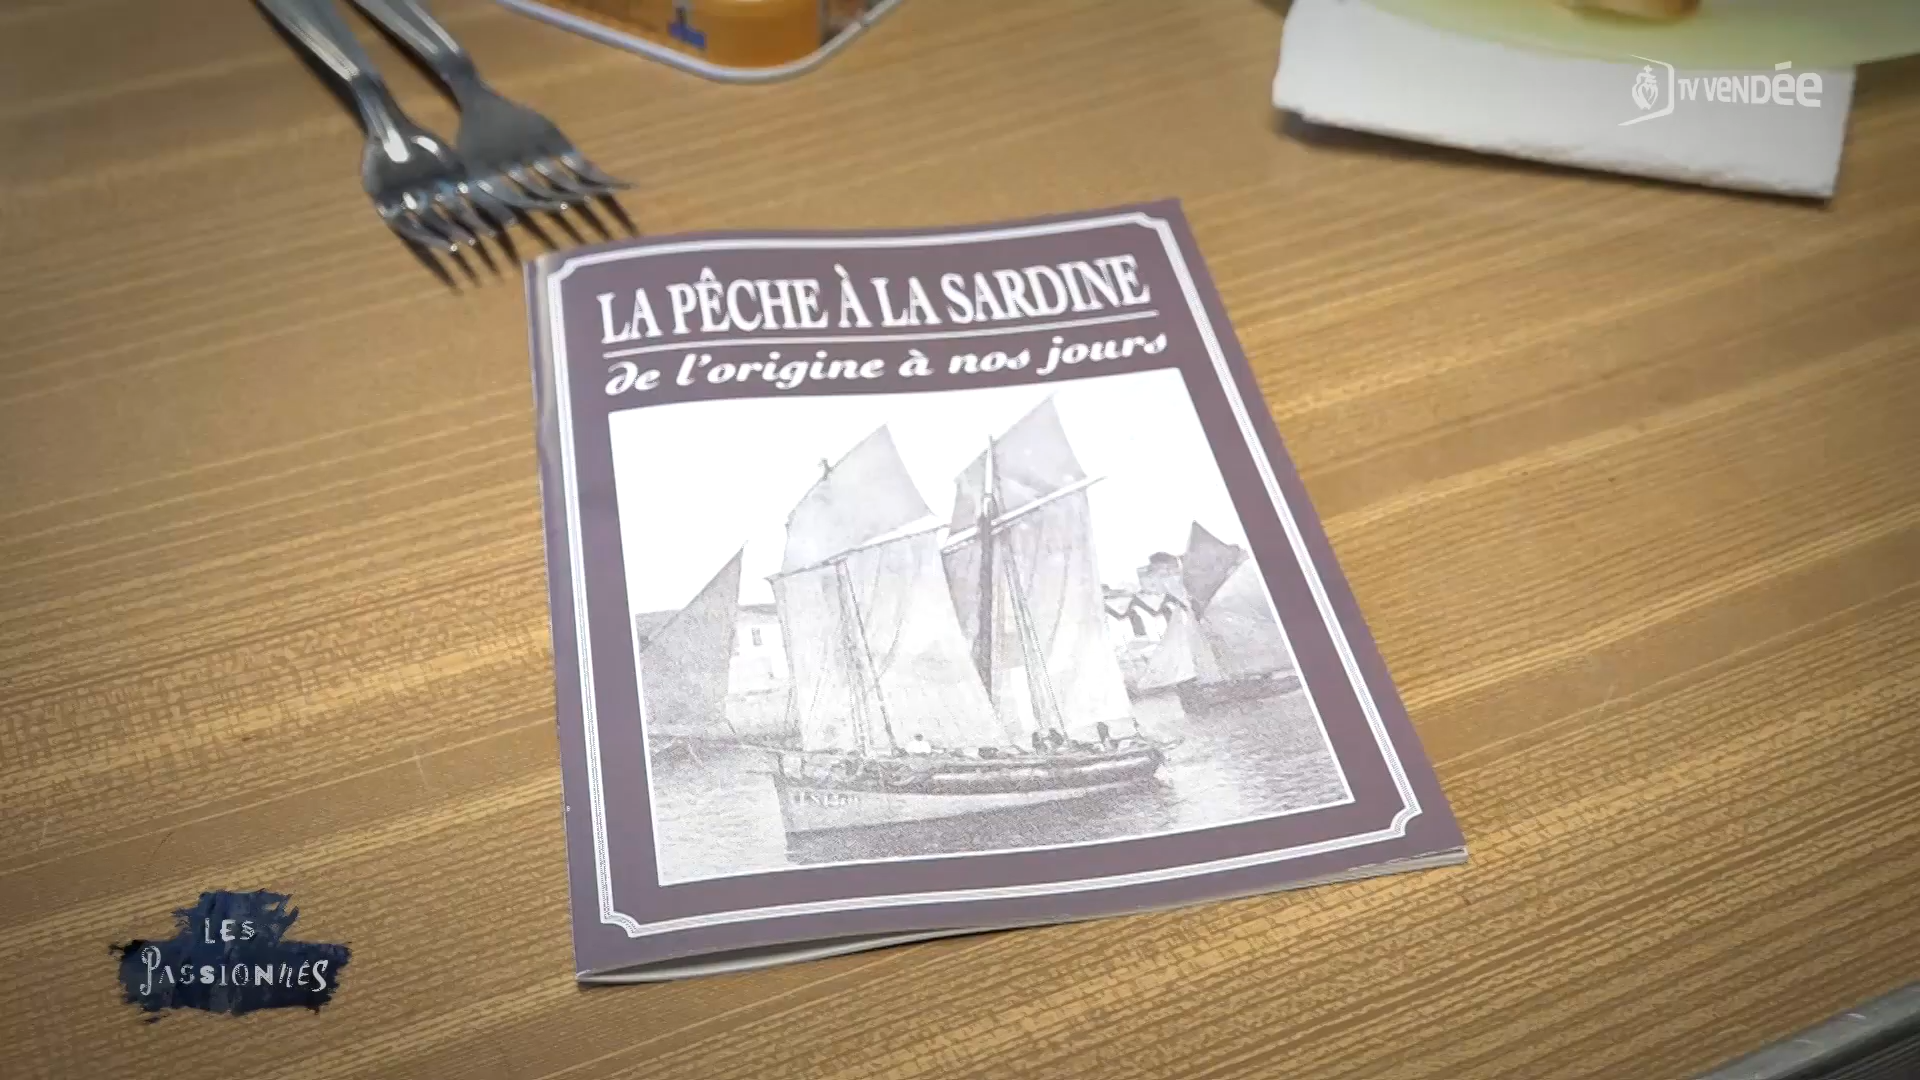 TV VENDÉE
LA PÊCHE À LA SARDINE
de l'origine à nos jours
LES
PASSIONNÉS